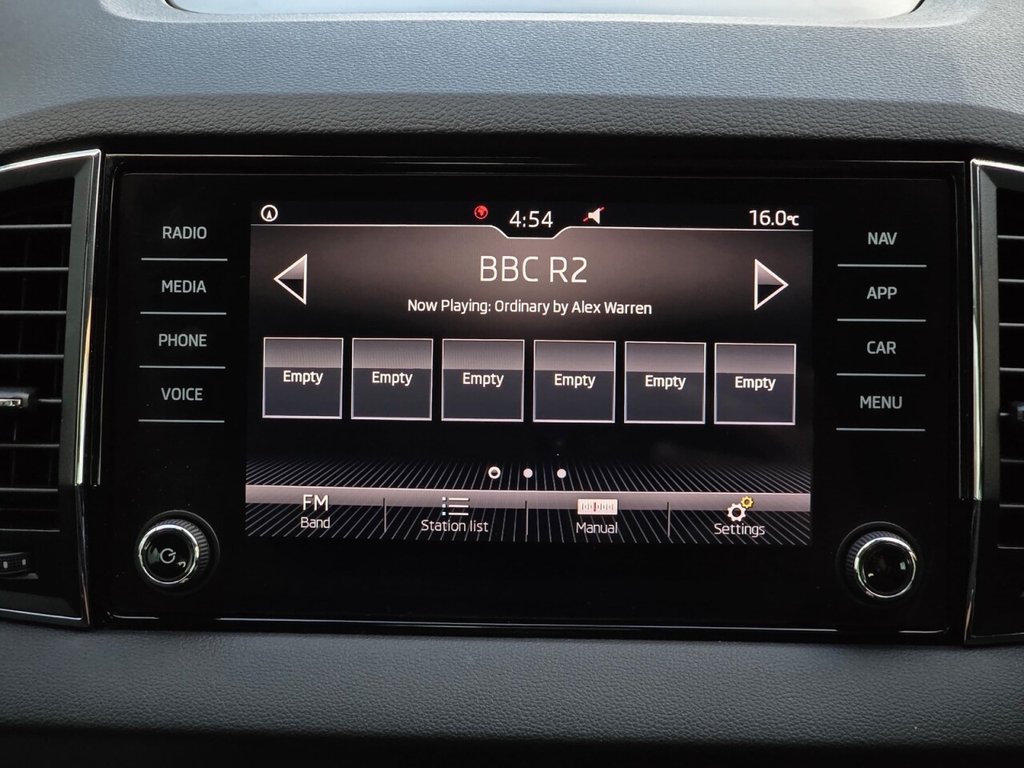 4:54
16.0℃
RADIO
MEDIA
PHONE
VOICE
BBC R2
Now Playing: Ordinary by Alex Warren
Empty Empty Empty Empty Empty Empty
FM
Band
Station list
Manual
Settings
NAV
APP
CAR
MENU